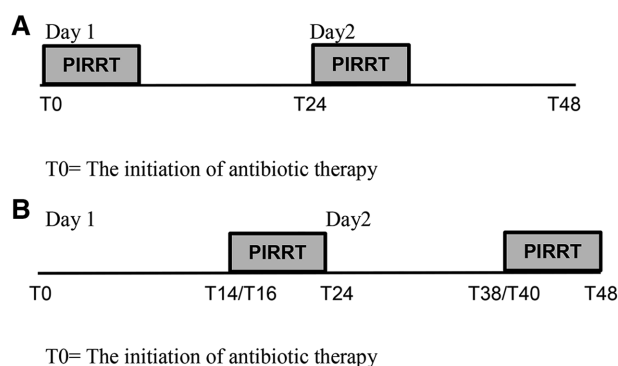 A
Day 1 Day2
PIRRT PIRRT
T0 T24 T48
T0= The initiation of antibiotic therapy
B
Day 1 Day2
PIRRT PIRRT
T0 T14/T16 T24 T38/T40 T48
T0= The initiation of antibiotic therapy